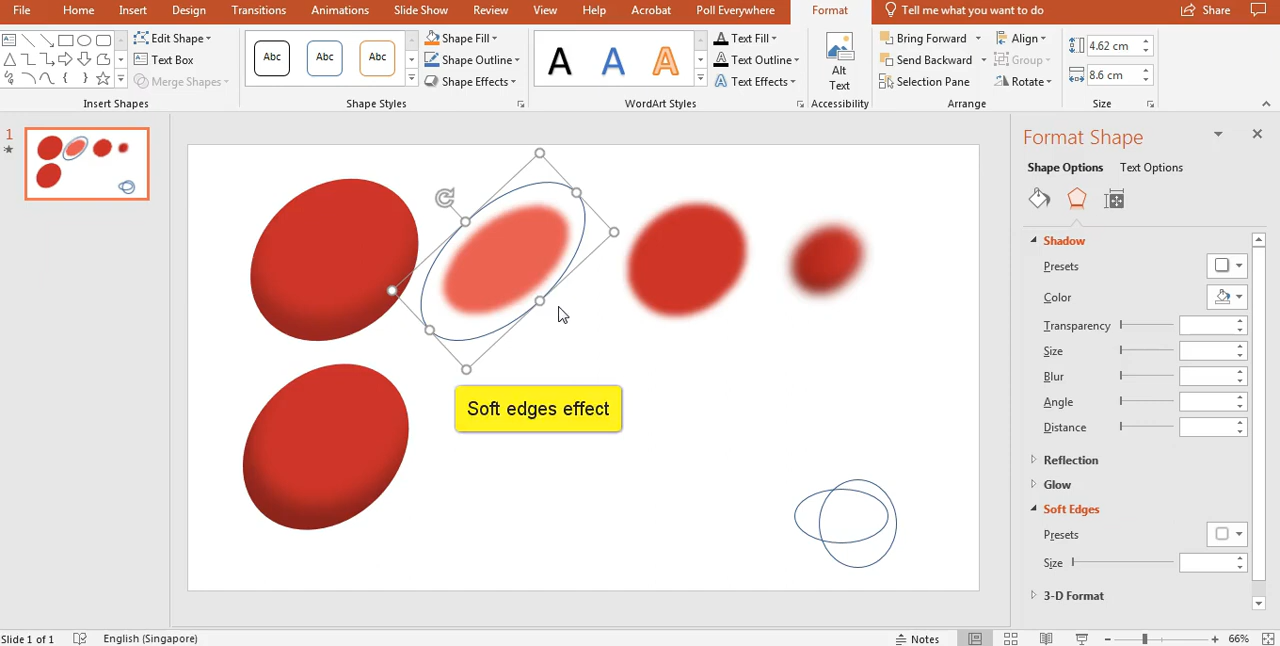 File Home Insert Design Transitions Animations Slide Show Review View Help Acrobat Poll Everywhere Format Tell me what you want to do Share
Edit Shape
Text Box
Merge Shapes
Insert Shapes
Abc Abc Abc
Shape Fill
Shape Outline
Shape Effects
Shape Styles
A A A
Text Fill
Text Outline
Text Effects
WordArt Styles
Alt
Text
Accessibility
Bring Forward
Send Backward
Selection Pane
Align
Group
Rotate
Arrange
4.62 cm
8.6 cm
Size
1
Soft edges effect
Format Shape
Shape Options Text Options
Shadow
Presets
Color
Transparency
Size
Blur
Angle
Distance
Reflection
Glow
Soft Edges
Presets
Size
3-D Format
Slide 1 of 1 English (Singapore) Notes 66%